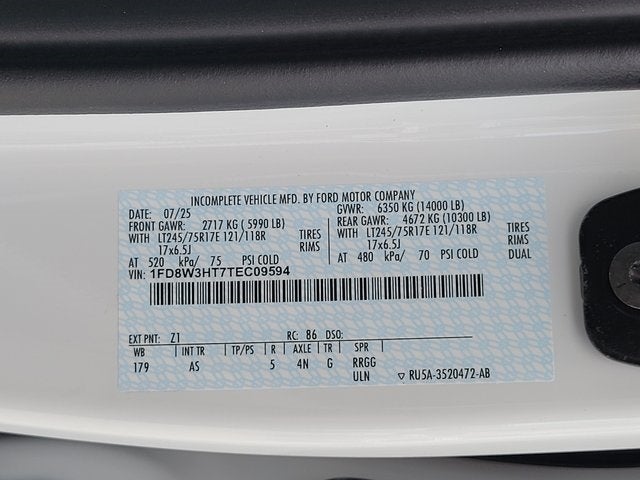 INCOMPLETE VEHICLE MFD. BY FORD MOTOR COMPANY
DATE: 07/25 GVWR: 6350 KG (14000 LB)
FRONT GAWR: 2717 KG ( 5990 LB) REAR GAWR: 4672 KG (10300 LB)
WITH LT245/75R17E 121/118R TIRES WITH LT245/75R17E 121/118R TIRES
17x6.5J RIMS 17x6.5J RIMS
AT 520 kPa/ 75 PSI COLD AT 480 kPa/ 70 PSI COLD DUAL
VIN: 1FD8W3HT7TEC09594
EXT PNT: Z1 RC: 86 DSO:
WB INT TR TP/PS R AXLE TR SPR
179 AS 5 4N G RRGG
ULN ▽ RU5A-3520472-AB